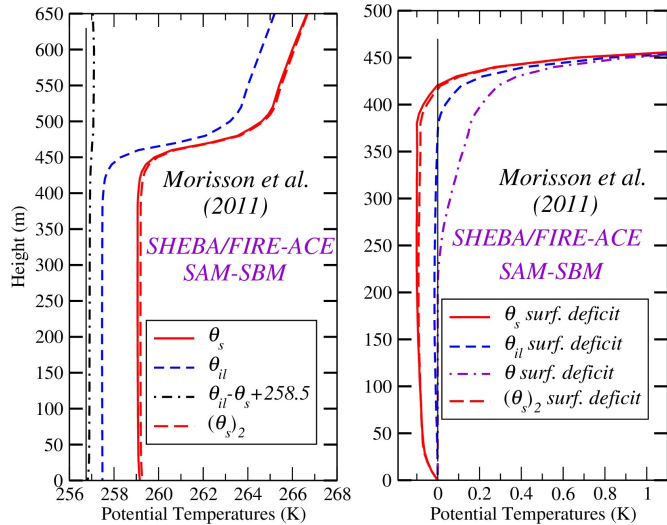 650
600
550
500
450
400
350
300
250
200
150
100
50
0
Height (m)
Morisson et al.
(2011)
SHEBA/FIRE-ACE
SAM-SBM
θs
θil
θil-θs+258.5
(θs)2
256 258 260 262 264 266 268
Potential Temperatures (K)
500
450
400
350
300
250
200
150
100
50
0
Morisson et al.
(2011)
SHEBA/FIRE-ACE
SAM-SBM
θs surf. deficit
θil surf. deficit
θ surf. deficit
(θs)2 surf. deficit
0 0.2 0.4 0.6 0.8 1
Potential Temperatures (K)